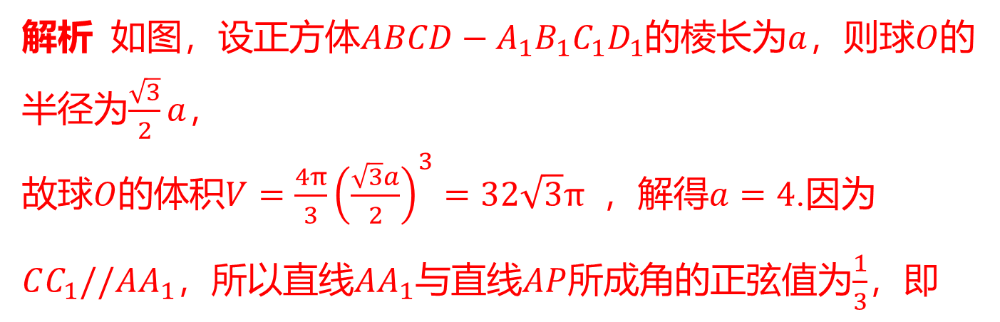 解析 如图，设正方体$ABCD-A_1B_1C_1D_1$的棱长为$a$，则球$O$的
半径为$\frac{\sqrt{3}}{2}a$，
故球$O$的体积$V=\frac{4π}{3}\left(\frac{\sqrt{3}a}{2}\right)^3=32\sqrt{3}π$ ，解得$a=4$.因为
$CC_1//AA_1$，所以直线$AA_1$与直线$AP$所成角的正弦值为$\frac{1}{3}$，即